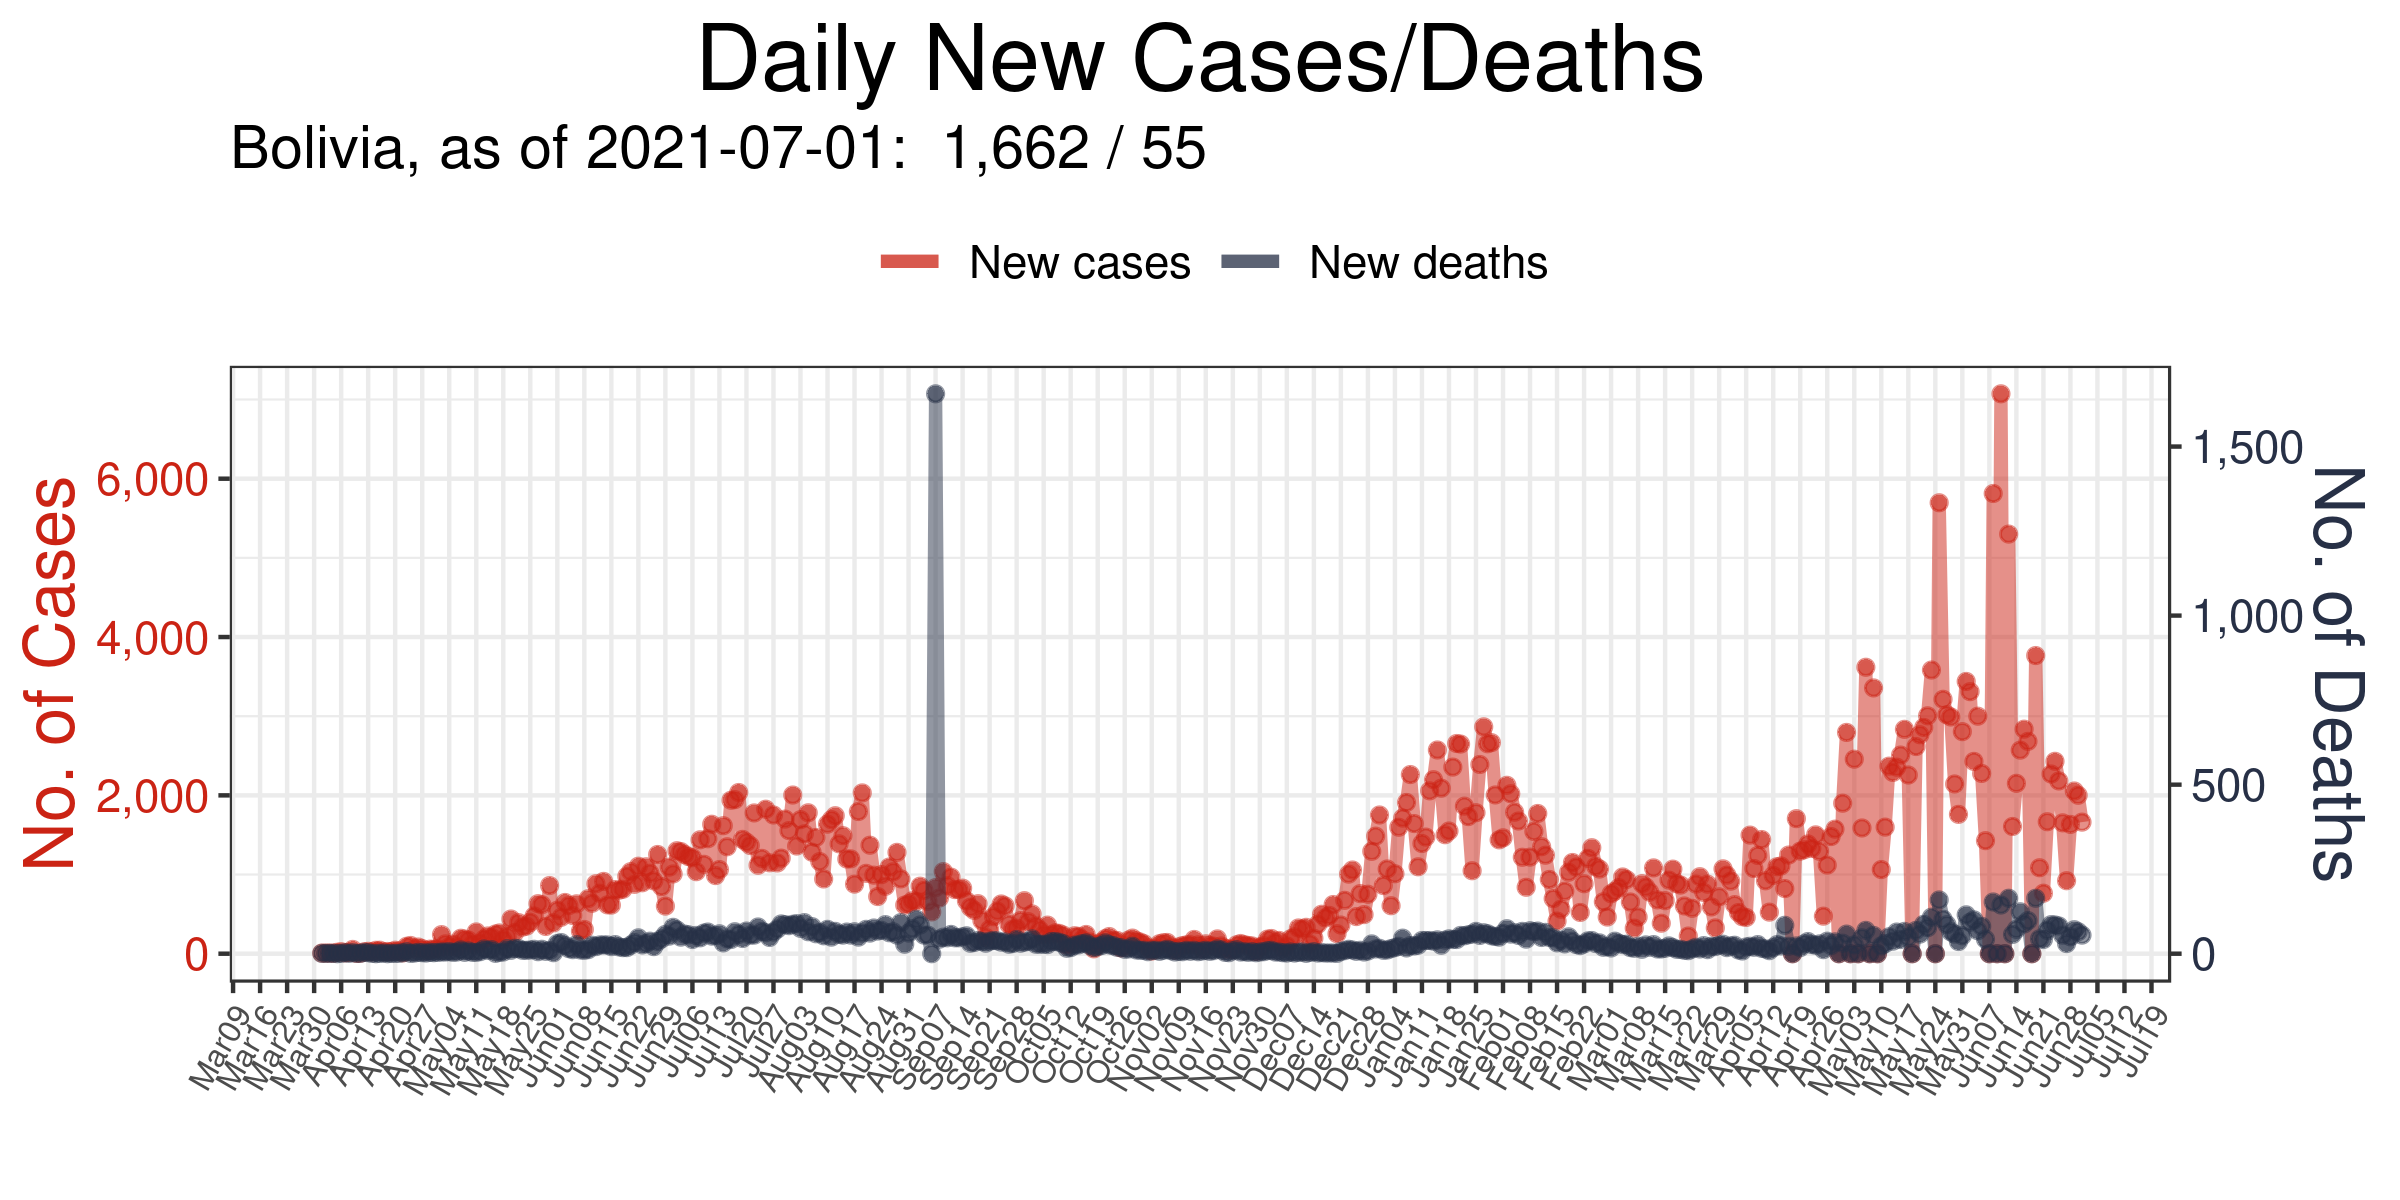 Daily New Cases/Deaths
Bolivia, as of 2021-07-01:  1,662 / 55
New cases New deaths
No. of Cases
6,000
4,000
2,000
0
1,500
1,000
500
0
No. of Deaths
Mar09 Mar16 Mar23 Mar30 Apr06 Apr13 Apr20 Apr27 May04 May11 May18 May25 Jun01 Jun08 Jun15 Jun22 Jun29 Jul06 Jul13 Jul20 Jul27 Aug03 Aug10 Aug17 Aug24 Aug31 Sep07 Sep14 Sep21 Sep28 Oct05 Oct12 Oct19 Oct26 Nov02 Nov09 Nov16 Nov23 Nov30 Dec07 Dec14 Dec21 Dec28 Jan04 Jan11 Jan18 Jan25 Feb01 Feb08 Feb15 Feb22 Mar01 Mar08 Mar15 Mar22 Mar29 Apr05 Apr12 Apr19 Apr26 May03 May10 May17 May24 May31 Jun07 Jun14 Jun21 Jun28 Jul05 Jul12 Jul19